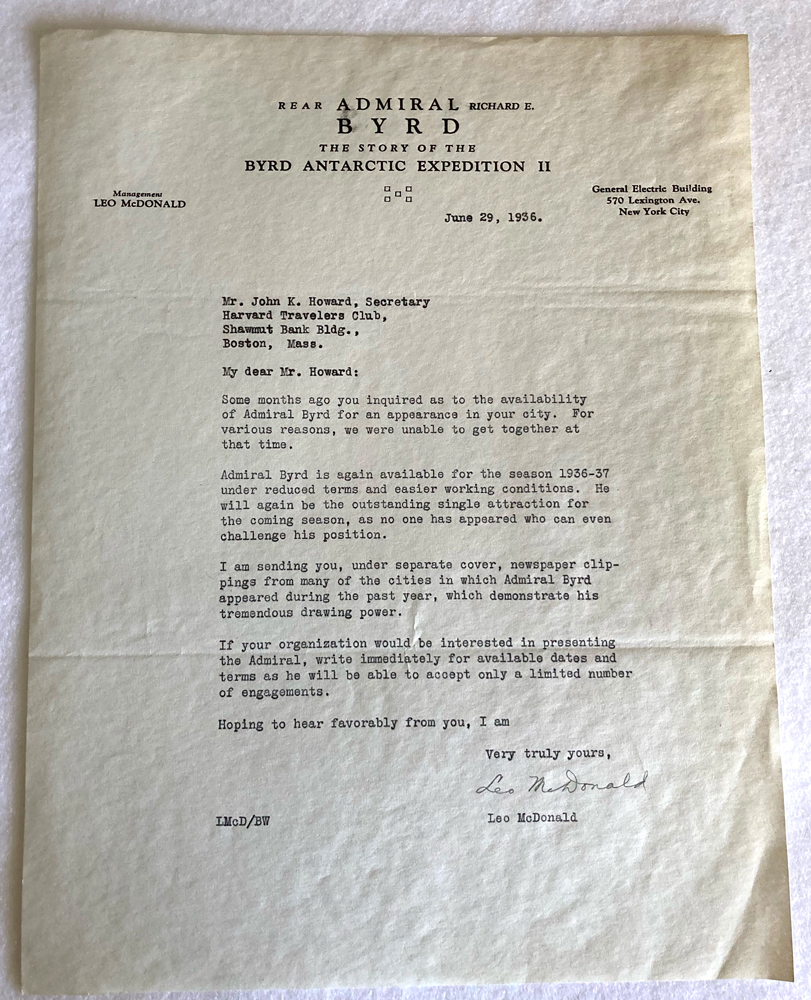 REAR ADMIRAL RICHARD E.
BYRD
THE STORY OF THE
BYRD ANTARCTIC EXPEDITION II
Management
LEO McDONALD
General Electric Building
570 Lexington Ave.
New York City
June 29, 1936.
Mr. John K. Howard, Secretary
Harvard Travelers Club,
Shawmut Bank Bldg.,
Boston, Mass.
My dear Mr. Howard:
Some months ago you inquired as to the availability
of Admiral Byrd for an appearance in your city. For
various reasons, we were unable to get together at
that time.
Admiral Byrd is again available for the season 1936-37
under reduced terms and easier working conditions. He
will again be the outstanding single attraction for
the coming season, as no one has appeared who can even
challenge his position.
I am sending you, under separate cover, newspaper clip-
pings from many of the cities in which Admiral Byrd
appeared during the past year, which demonstrate his
tremendous drawing power.
If your organization would be interested in presenting
the Admiral, write immediately for available dates and
terms as he will be able to accept only a limited number
of engagements.
Hoping to hear favorably from you, I am
Very truly yours,
Leo McDonald
LMcD/BW
Leo McDonald